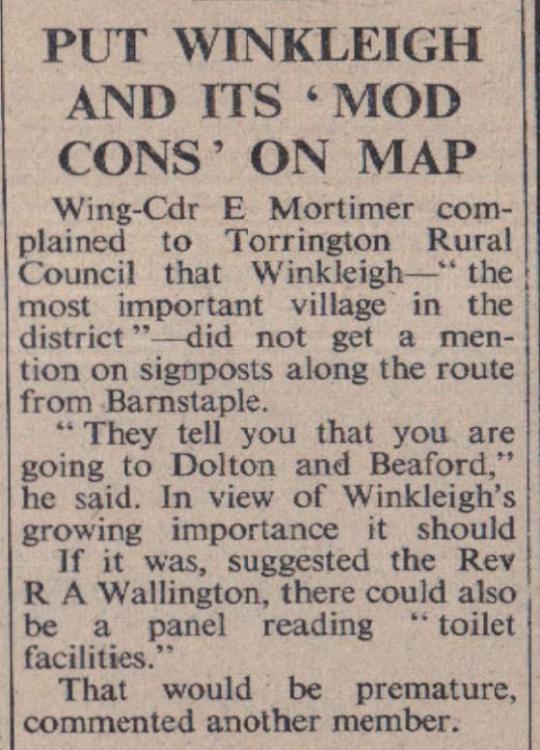 PUT WINKLEIGH
AND ITS ‘ MOD
CONS ’ ON MAP
Wing-Cdr E Mortimer com-
plained to Torrington Rural
Council that Winkleigh—“ the
most important village in the
district ”—did not get a men-
tion on signposts along the route
from Barnstaple.
“ They tell you that you are
going to Dolton and Beaford,”
he said. In view of Winkleigh’s
growing importance it should
If it was, suggested the Rev
R A Wallington, there could also
be a panel reading “ toilet
facilities.”
That would be premature,
commented another member.